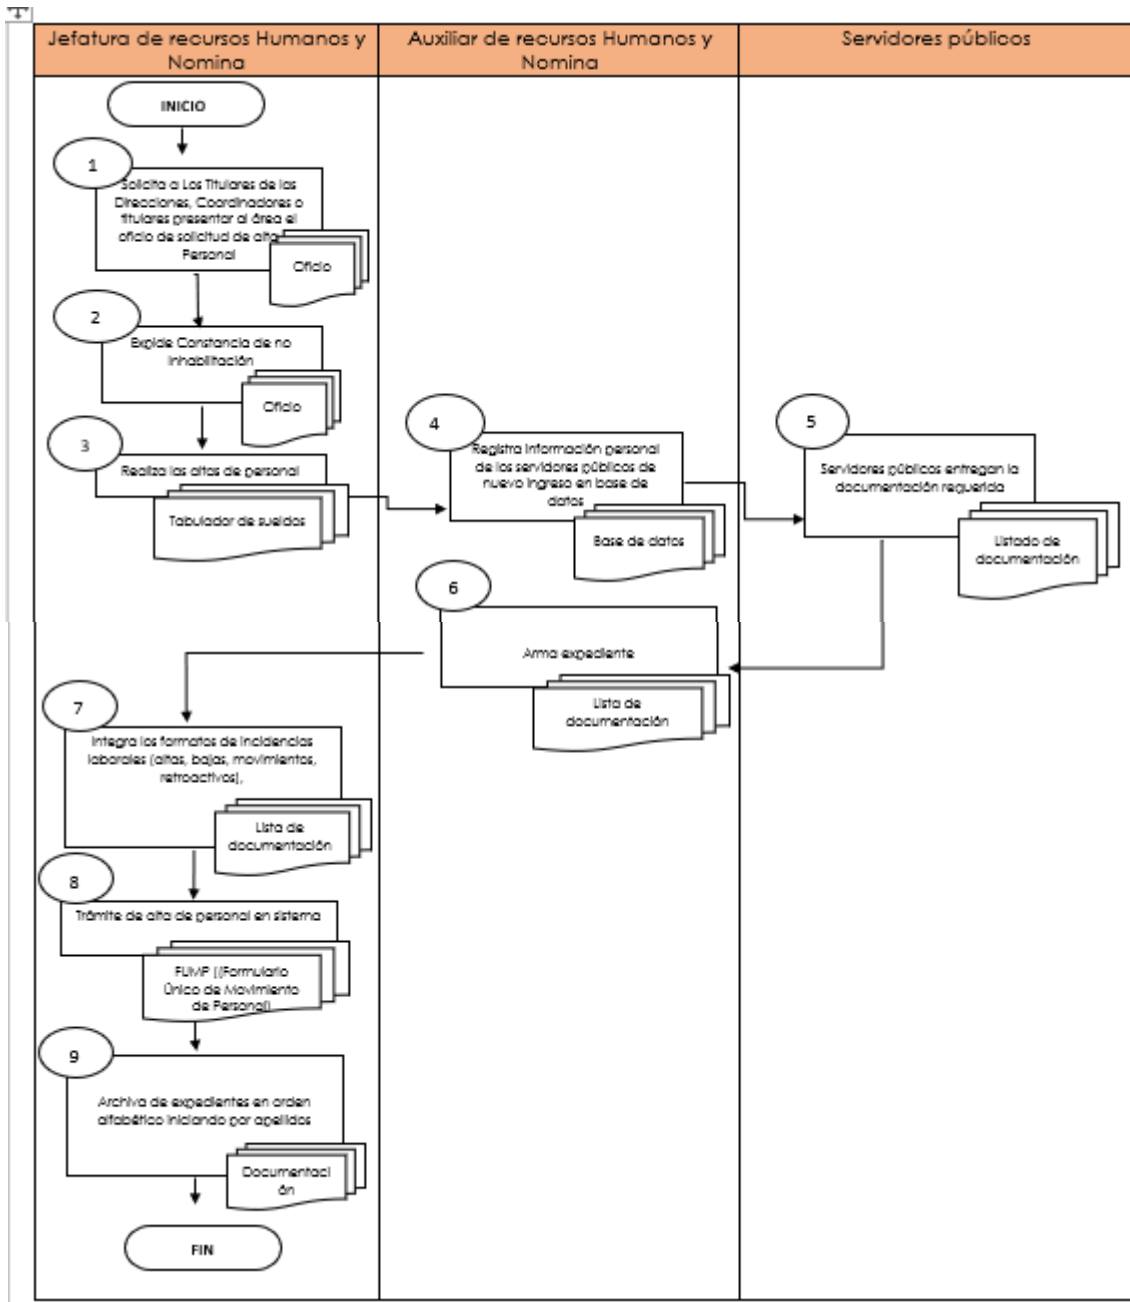 Jefatura de recursos Humanos y
Nomina
Auxiliar de recursos Humanos y
Nomina
Servidores públicos
INICIO
1
Solicita a Los Titulares de las
Direcciones, Coordinadores o
titulares presentar al área el
oficio de solicitud de alta
Personal
Oficio
2
Expide Constancia de no
inhabilitación
Oficio
3
Realiza las altas de personal
Tabulador de sueldos
4
Registra información personal
de los servidores públicos de
nuevo ingreso en base de
datos
Base de datos
5
Servidores públicos entregan la
documentación requerida
Listado de
documentación
6
Arma expediente
Lista de
documentación
7
Integra los formatos de incidencias
laborales (altas, bajas, movimientos,
retroactivos),
Lista de
documentación
8
Trámite de alta de personal en sistema
FUMP ((Formulario
Único de Movimiento
de Personal)
9
Archiva de expedientes en orden
alfabético iniciando por apellidos
Documentaci
ón
FIN